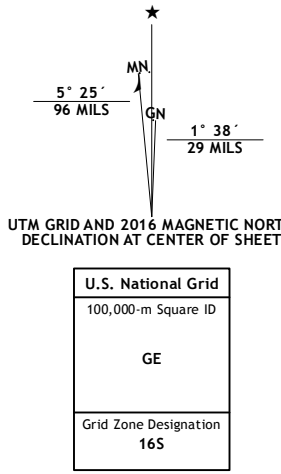 ★
MN.
GN
5° 25´
96 MILS
1° 38´
29 MILS
UTM GRID AND 2016 MAGNETIC NORT
DECLINATION AT CENTER OF SHEET
U.S. National Grid
100,000-m Square ID
GE
Grid Zone Designation
16S